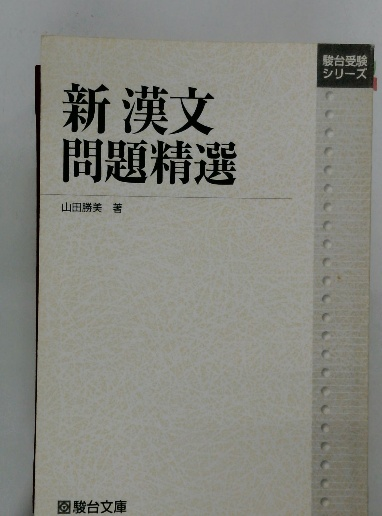 駿台受験
シリーズ
新 漢文
問題精選
山田勝美 著
駿台文庫